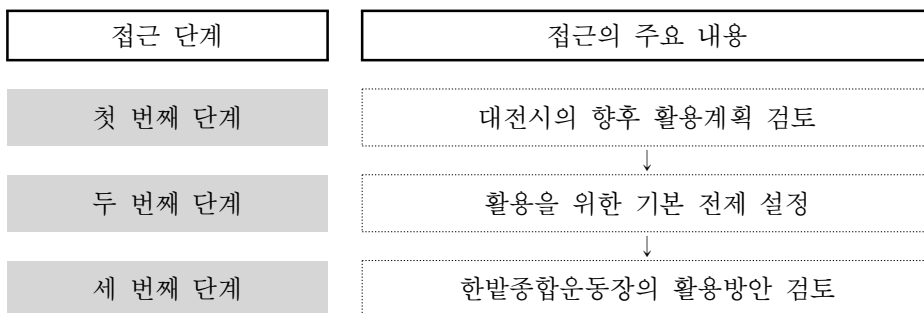 접근 단계
접근의 주요 내용
첫 번째 단계
대전시의 향후 활용계획 검토
↓
두 번째 단계
활용을 위한 기본 전제 설정
↓
세 번째 단계
한밭종합운동장의 활용방안 검토